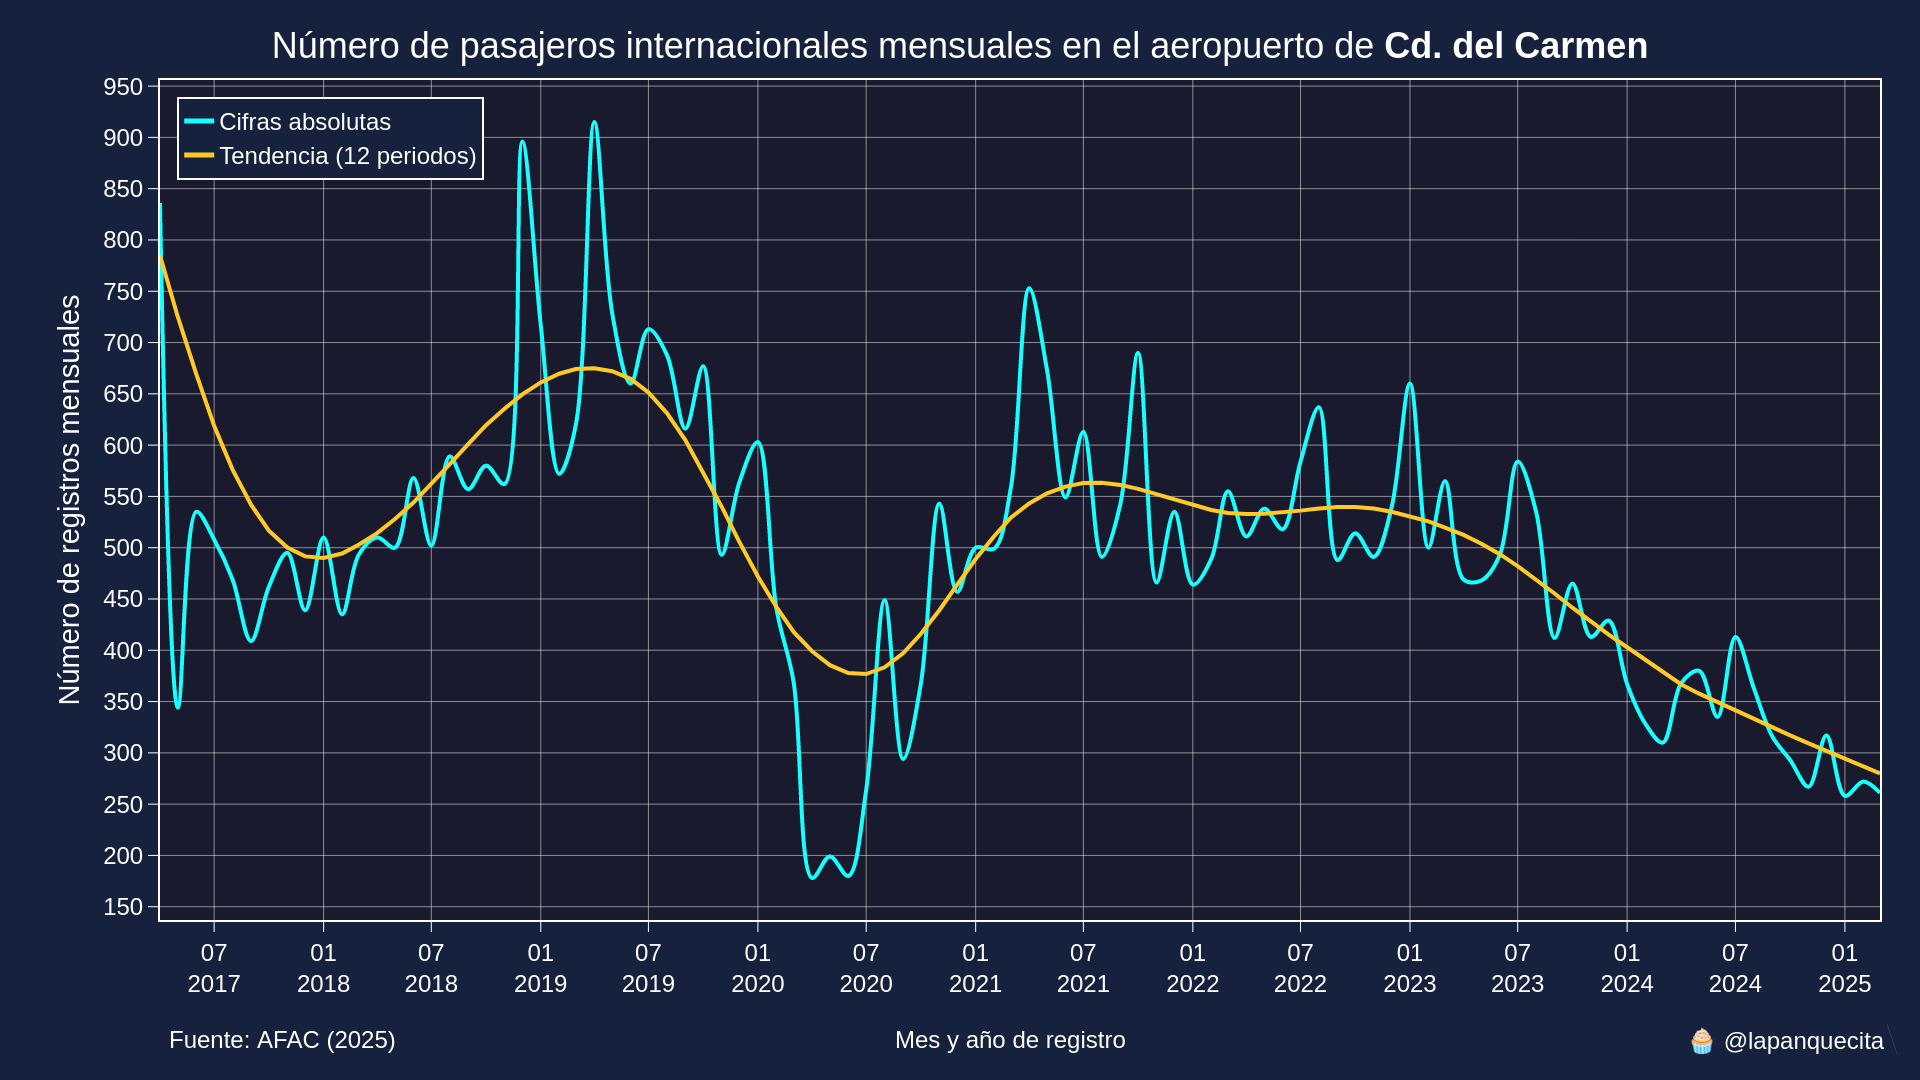 Número de pasajeros internacionales mensuales en el aeropuerto de Cd. del Carmen
Cifras absolutas
Tendencia (12 periodos)
Número de registros mensuales
950
900
850
800
750
700
650
600
550
500
450
400
350
300
250
200
150
07 01 07 01 07 01 07 01 07 01 07 01 07 01 07 01
2017 2018 2018 2019 2019 2020 2020 2021 2021 2022 2022 2023 2023 2024 2024 2025
Fuente: AFAC (2025)
Mes y año de registro
🧁 @lapanquecita